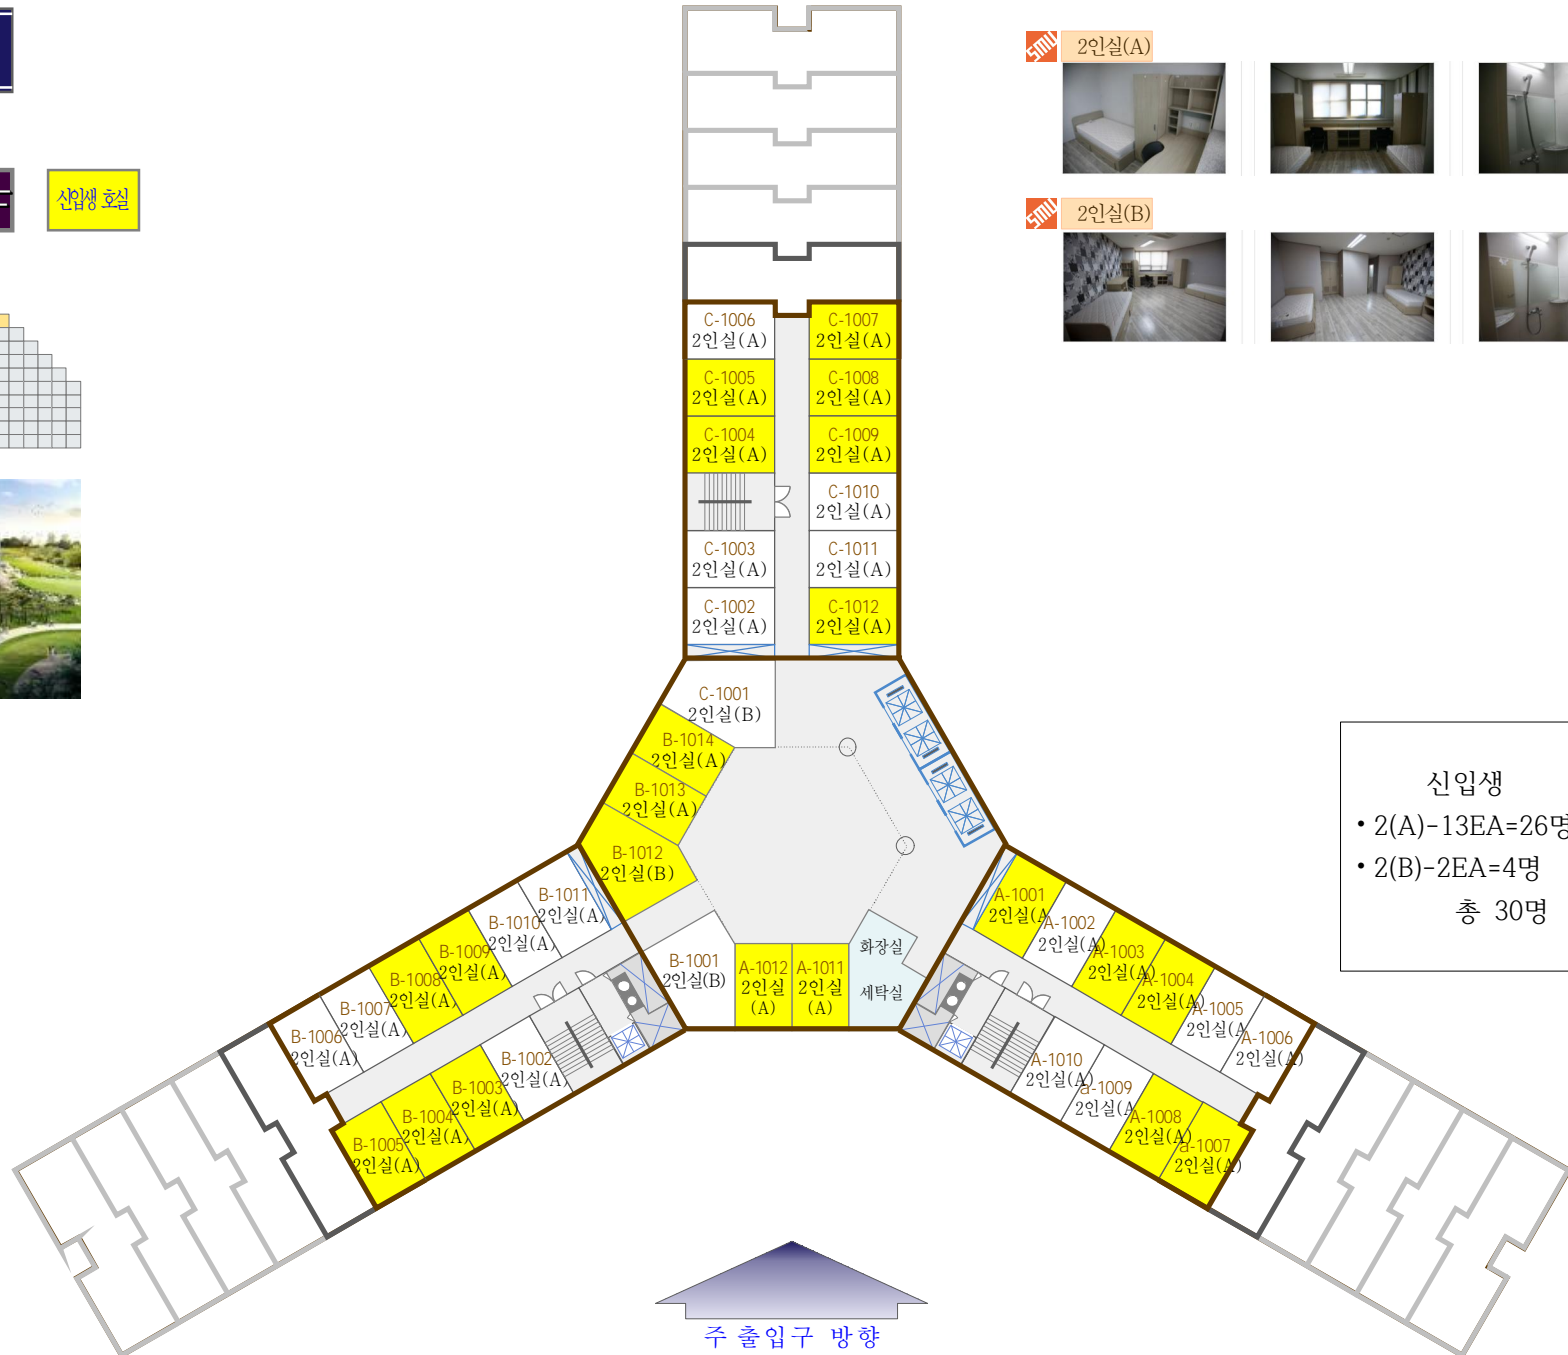 신입생 호실
SMU 2인실(A)
SMU 2인실(B)
C-1006
2인실(A)
C-1007
2인실(A)
C-1005
2인실(A)
C-1008
2인실(A)
C-1004
2인실(A)
C-1009
2인실(A)
C-1010
2인실(A)
C-1003
2인실(A)
C-1011
2인실(A)
C-1002
2인실(A)
C-1012
2인실(A)
C-1001
2인실(B)
B-1014
2인실(A)
B-1013
2인실(A)
B-1012
2인실(B)
B-1011
2인실(A)
B-1010
2인실(A)
B-1009
2인실(A)
B-1008
2인실(A)
B-1007
2인실(A)
B-1006
2인실(A)
B-1001
2인실(B)
A-1012
2인실
(A)
A-1011
2인실
(A)
화장실
세탁실
B-1002
2인실(A)
B-1003
2인실(A)
B-1004
2인실(A)
B-1005
2인실(A)
A-1001
2인실(A
A-1002
2인실(A)
A-1003
2인실(A)
A-1004
2인실(A)
A-1005
2인실(A
A-1006
2인실(A)
A-1010
2인실(A)
a-1009
2인실(A
A-1008
2인실(A)
a-1007
2인실(A)
신입생
• 2(A)-13EA=26명
• 2(B)-2EA=4명
총 30명
주 출입구 방향